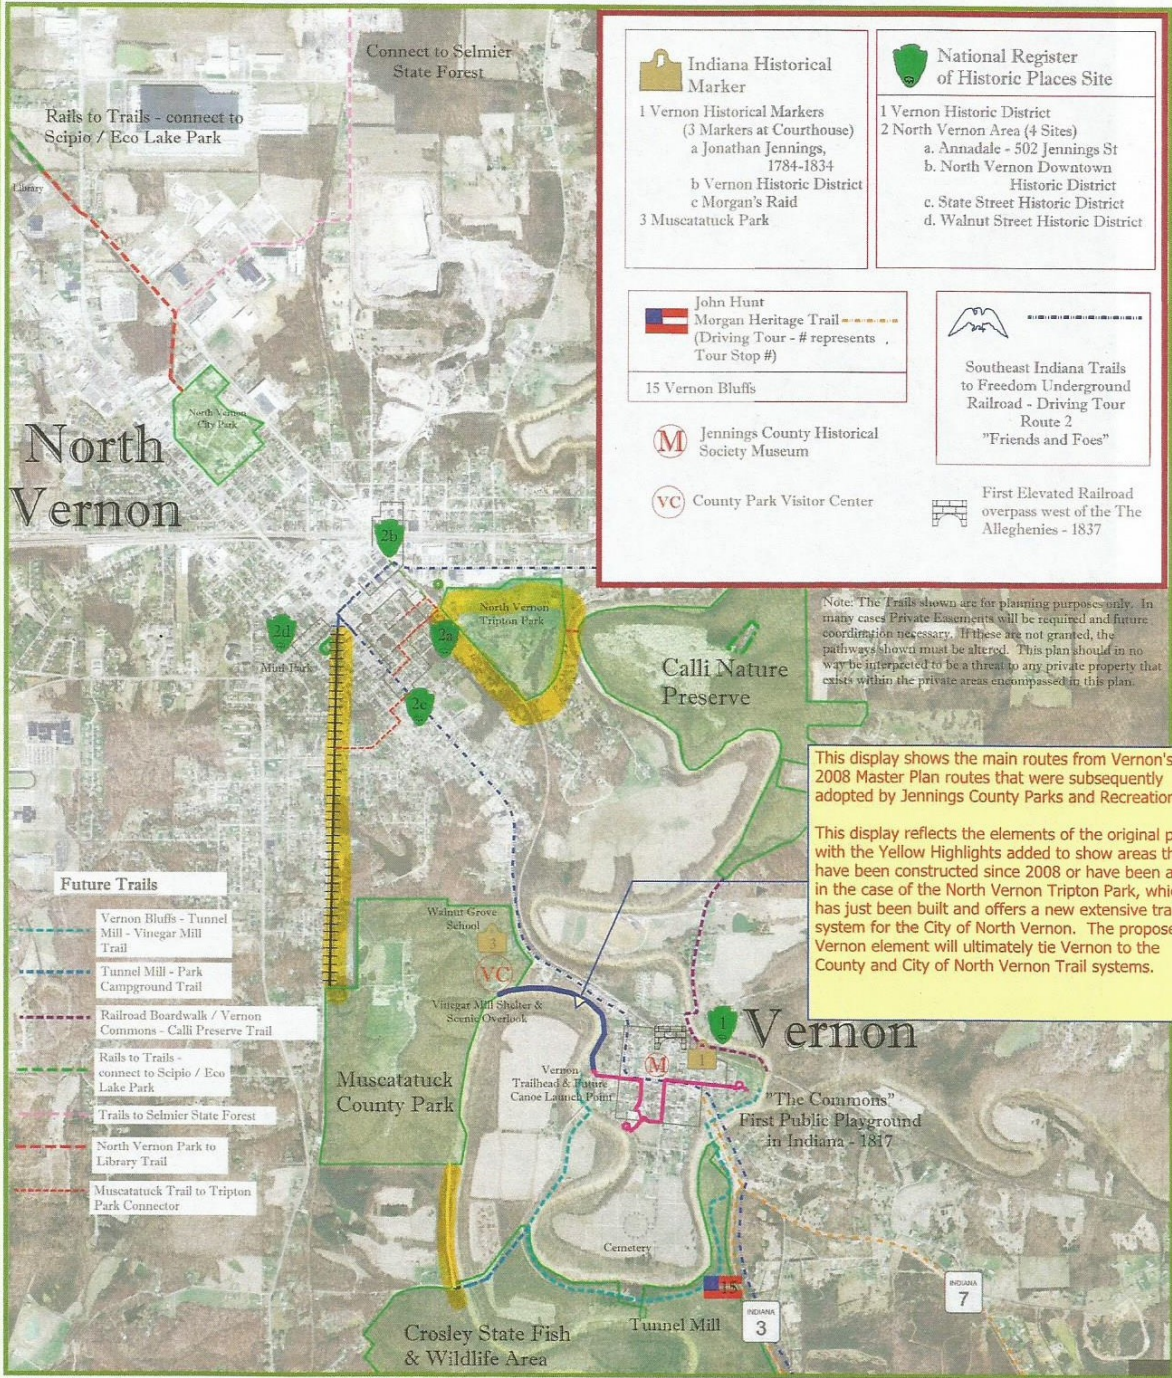 Connect to Selmier
State Forest
Rails to Trails - connect to
Scipio / Eco Lake Park
Library
North Vernon
City Park
North
Vernon
Indiana Historical
Marker
1 Vernon Historical Markers
(3 Markers at Courthouse)
a Jonathan Jennings,
1784-1834
b Vernon Historic District
c Morgan's Raid
3 Muscatatuck Park
National Register
of Historic Places Site
1 Vernon Historic District
2 North Vernon Area (4 Sites)
a. Annadale - 502 Jennings St
b. North Vernon Downtown
Historic District
c. State Street Historic District
d. Walnut Street Historic District
John Hunt
Morgan Heritage Trail
(Driving Tour - # represents
Tour Stop #)
15 Vernon Bluffs
Southeast Indiana Trails
to Freedom Underground
Railroad - Driving Tour
Route 2
"Friends and Foes"
M
Jennings County Historical
Society Museum
VC
County Park Visitor Center
First Elevated Railroad
overpass west of the The
Alleghenies - 1837
2b
2d
Mini Park
2a
2c
North Vernon
Tripton Park
Calli Nature
Preserve
Note: The Trails shown are for planning purposes only. In
many cases Private Easements will be required and future
coordination necessary. If these are not granted, the
pathways shown must be altered. This plan should in no
way be interpreted to be a threat to any private property that
exists within the private areas encompassed in this plan.
This display shows the main routes from Vernon's
2008 Master Plan routes that were subsequently
adopted by Jennings County Parks and Recreation
This display reflects the elements of the original p
with the Yellow Highlights added to show areas th
have been constructed since 2008 or have been a
in the case of the North Vernon Tripton Park, whi
has just been built and offers a new extensive tra
system for the City of North Vernon. The propose
Vernon element will ultimately tie Vernon to the
County and City of North Vernon Trail systems.
Future Trails
Vernon Bluffs - Tunnel
Mill - Vinegar Mill
Trail
Tunnel Mill - Park
Campground Trail
Railroad Boardwalk / Vernon
Commons - Calli Preserve Trail
Rails to Trails -
connect to Scipio / Eco
Lake Park
Trails to Selmier State Forest
North Vernon Park to
Library Trail
Muscatatuck Trail to Tripton
Park Connector
Walnut Grove
School
3
VC
Vinegar Mill Shelter &
Scenic Overlook
Muscatatuck
County Park
Vernon
Trailhead & Future
Canoe Launch Point
M
1
1
Vernon
"The Commons"
First Public Playground
in Indiana - 1817
Cemetery
15
Tunnel Mill
INDIANA
3
INDIANA
7
Crosley State Fish
& Wildlife Area